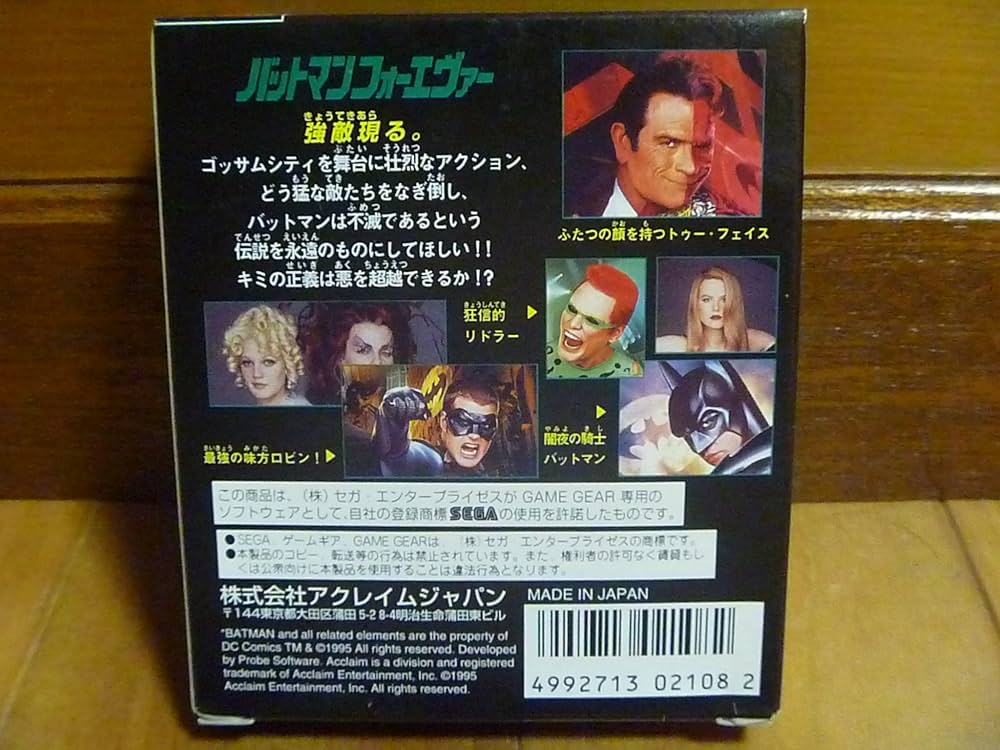 バットマンフォーエヴァー
強敵現る。
ゴッサムシティを舞台に壮烈なアクション、
どう猛な敵たちをなぎ倒し、
バットマンは不滅であるという
伝説を永遠のものにしてほしい!!
キミの正義は悪を超越できるか!?
ふたつの顔を持つトゥー・フェイス
狂信的
リドラー
最強の味方ロビン!
闇夜の騎士
バットマン
この商品は、(株)セガ・エンタープライゼスが GAME GEAR 専用の
ソフトウェアとして、自社の登録商標 SEGA の使用を許諾したものです。
●SEGA、ゲームギア、GAME GEARは、(株)セガ エンタープライゼスの商標です。
●本製品のコピー、転送等の行為は禁止されています。また、権利者の許可なく賃貸もし
くは公衆向けに本製品を使用することは違法行為となります。
株式会社アクレイムジャパン
〒144東京都大田区蒲田 5-28-4明治生命蒲田東ビル
*BATMAN and all related elements are the property of
DC Comics TM & ©1995 All rights reserved. Developed
by Probe Software. Acclaim is a division and registered
trademark of Acclaim Entertainment, Inc. ©1995
Acclaim Entertainment, Inc. All rights reserved.
MADE IN JAPAN
4992713 02108 2